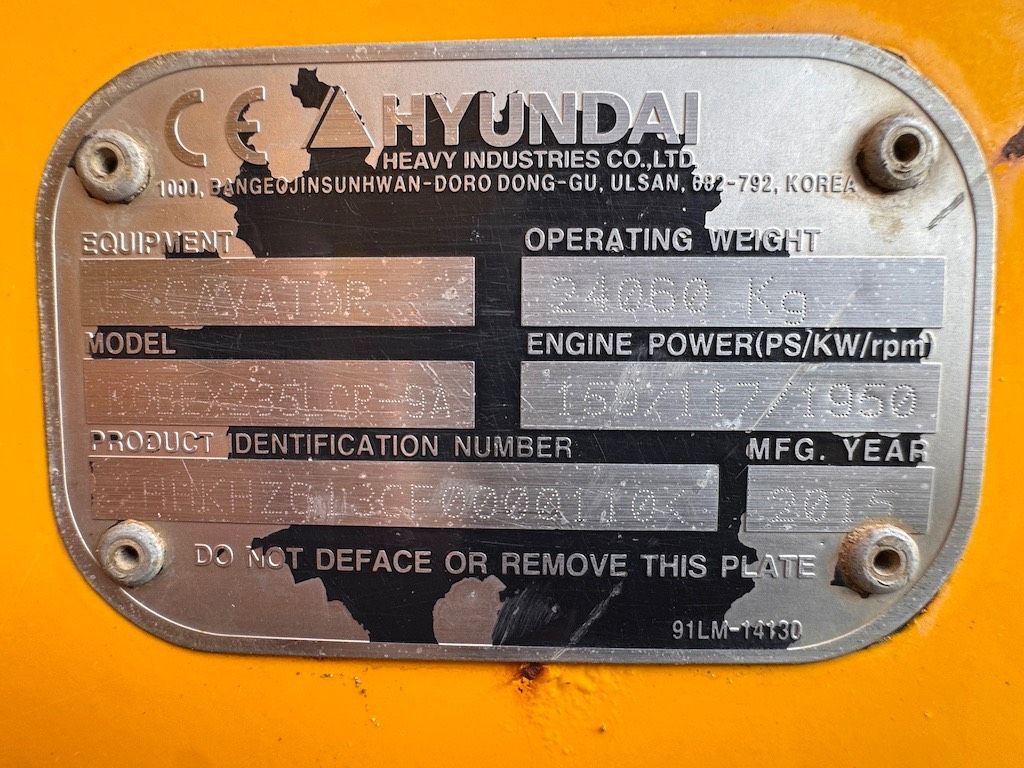 CE HYUNDAI
HEAVY INDUSTRIES CO.,LTD
1000, BANGEOJINSUNHWAN-DORO DONG-GU, ULSAN, 682-792, KOREA
EQUIPMENT OPERATING WEIGHT
EXCAVATOR 24060 Kg
MODEL ENGINE POWER(PS/KW/rpm)
ROBEX235LCR-9A 159/117/1950
PRODUCT IDENTIFICATION NUMBER MFG. YEAR
2015
DO NOT DEFACE OR REMOVE THIS PLATE
91LM-14130